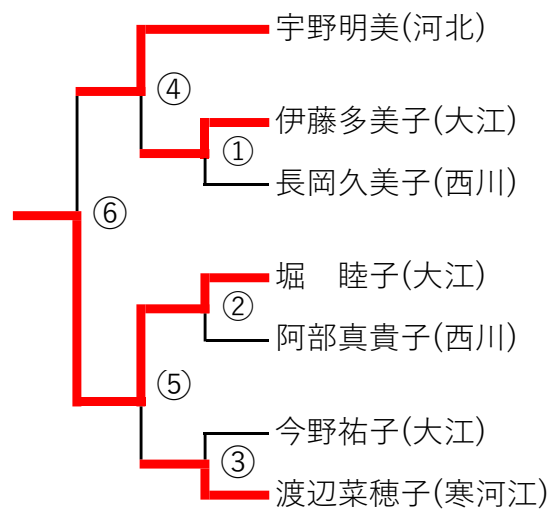 宇野明美(河北)
④
伊藤多美子(大江)
①
長岡久美子(西川)
⑥
堀　睦子(大江)
②
阿部真貴子(西川)
⑤
今野祐子(大江)
③
渡辺菜穂子(寒河江)